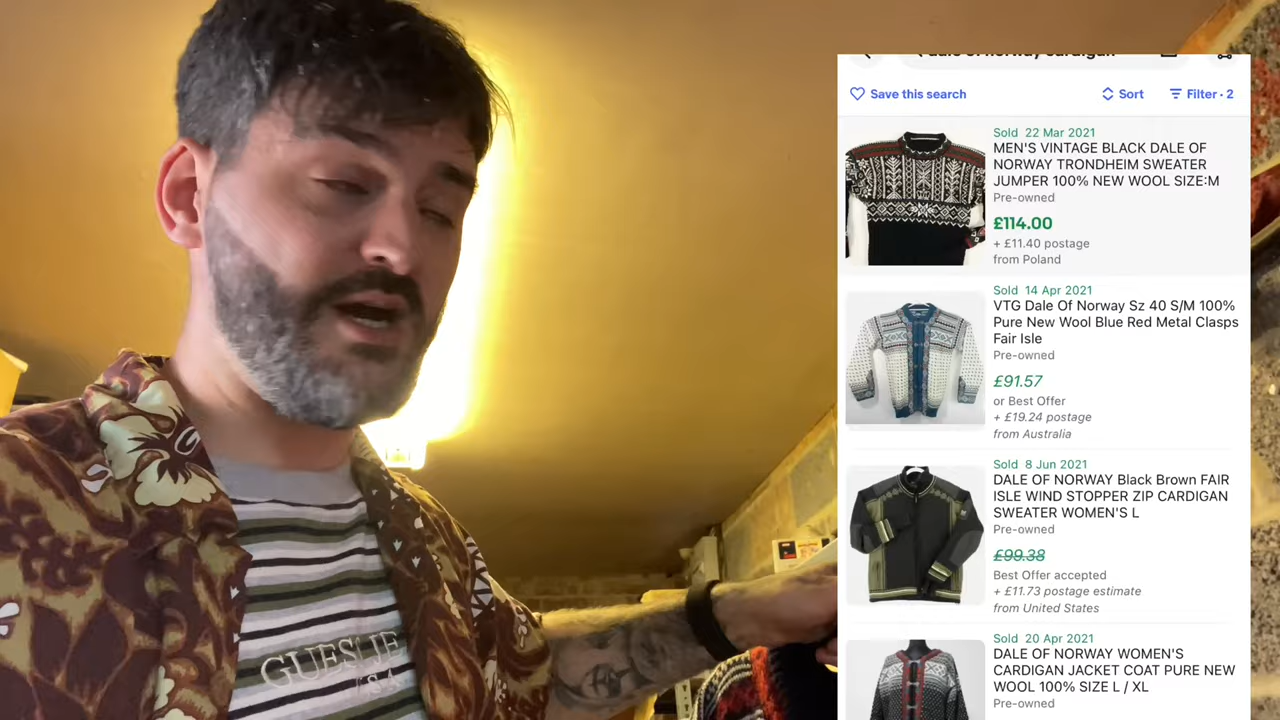 dale of norway cardigan
Save this search
Sort
Filter · 2
Sold 22 Mar 2021
MEN'S VINTAGE BLACK DALE OF
NORWAY TRONDHEIM SWEATER
JUMPER 100% NEW WOOL SIZE:M
Pre-owned
£114.00
+ £11.40 postage
from Poland
Sold 14 Apr 2021
VTG Dale Of Norway Sz 40 S/M 100%
Pure New Wool Blue Red Metal Clasps
Fair Isle
Pre-owned
£91.57
or Best Offer
+ £19.24 postage
from Australia
Sold 8 Jun 2021
DALE OF NORWAY Black Brown FAIR
ISLE WIND STOPPER ZIP CARDIGAN
SWEATER WOMEN'S L
Pre-owned
£99.38
Best Offer accepted
+ £11.73 postage estimate
from United States
Sold 20 Apr 2021
DALE OF NORWAY WOMEN'S
CARDIGAN JACKET COAT PURE NEW
WOOL 100% SIZE L / XL
Pre-owned
GUES JE